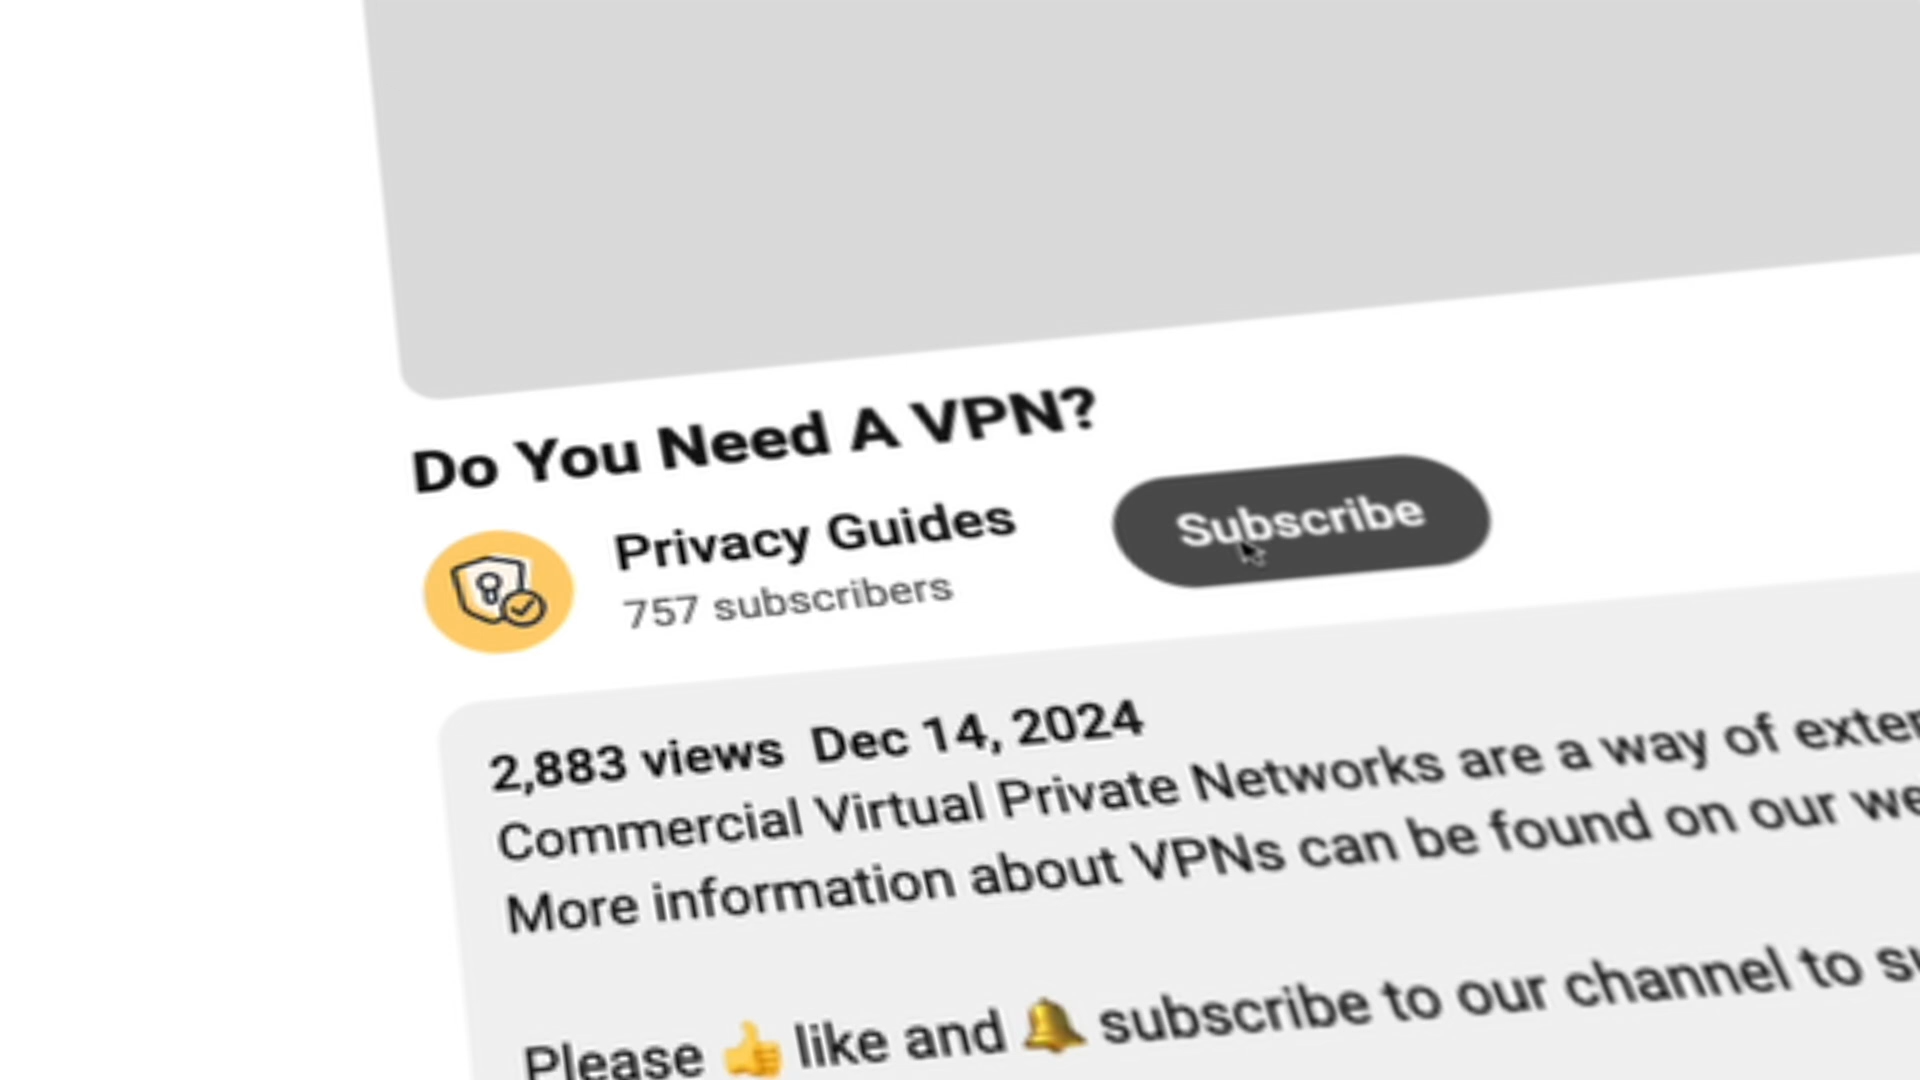 Do You Need A VPN?
Privacy Guides
Subscribe
757 subscribers
2,883 views Dec 14, 2024
Commercial Virtual Private Networks are a way of
More information about VPNs can be found on our
Please 👍 like and 🔔 subscribe to our channel to